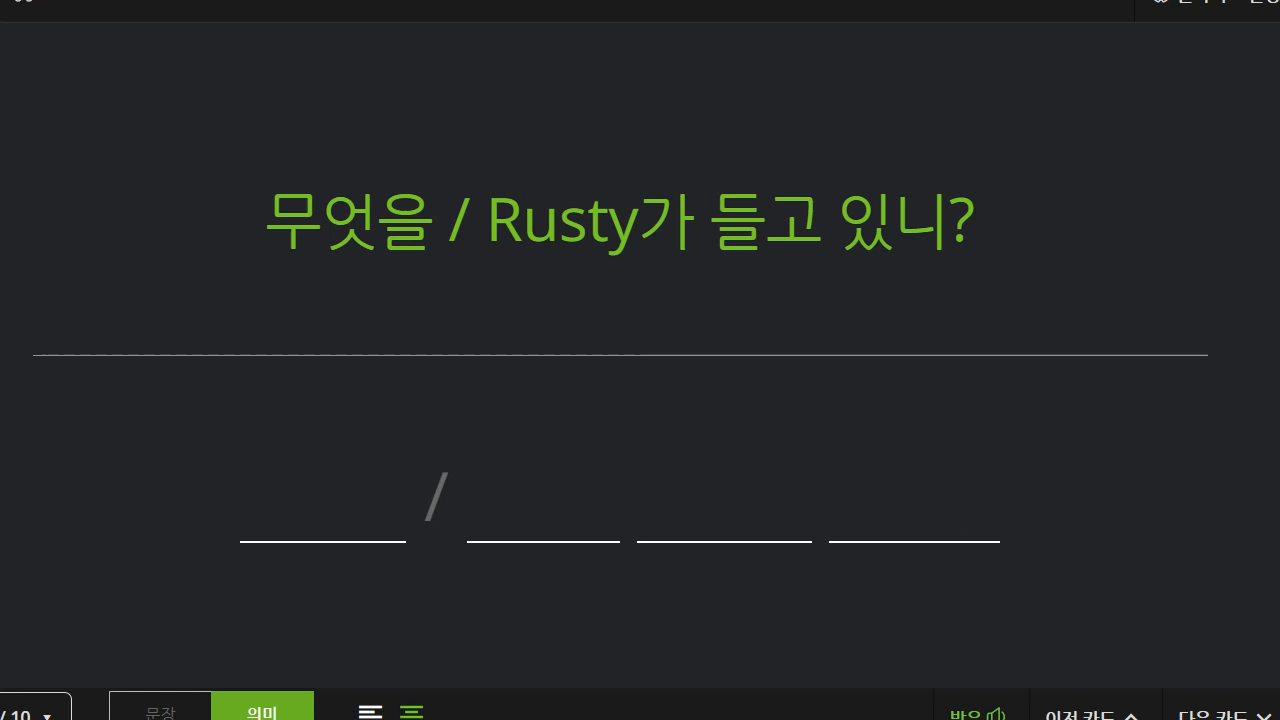 무엇을 / Rusty가 들고 있니?
/
/ 10
문장
의미
발음
이전 카드
다음 카드